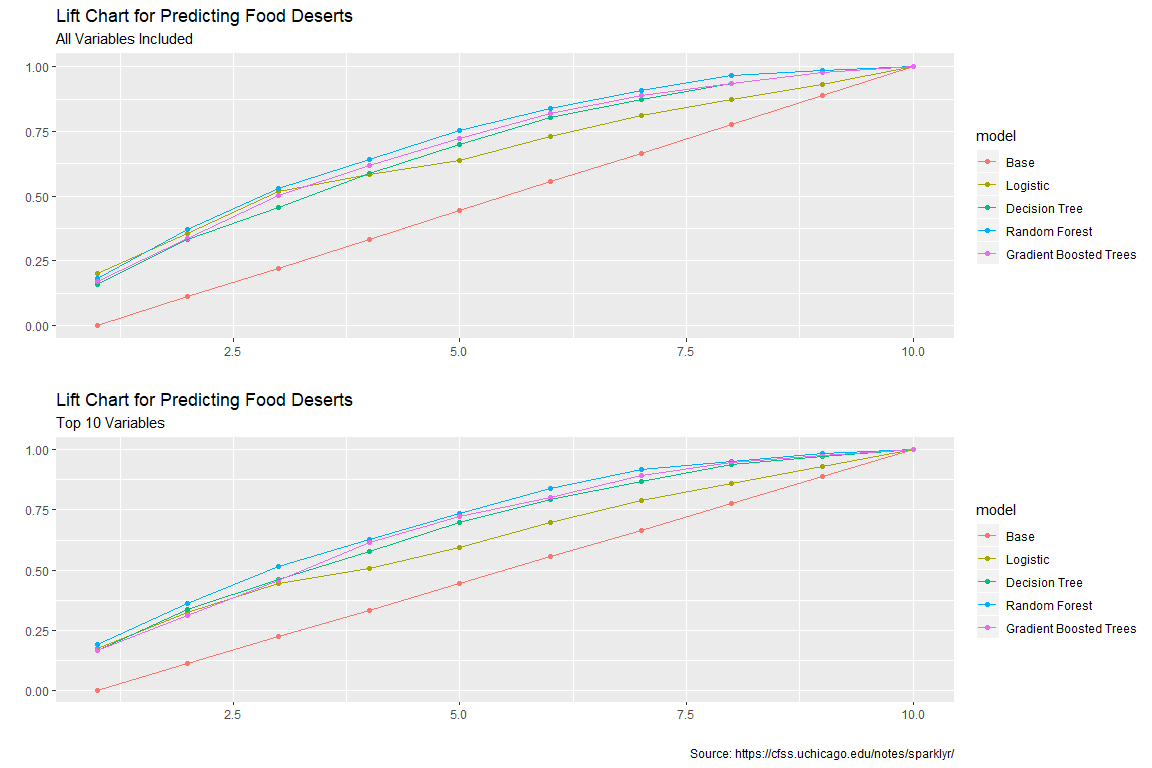 Lift Chart for Predicting Food Deserts
All Variables Included
1.00
0.75
0.50
0.25
0.00
2.5 5.0 7.5 10.0
model
Base
Logistic
Decision Tree
Random Forest
Gradient Boosted Trees
Lift Chart for Predicting Food Deserts
Top 10 Variables
1.00
0.75
0.50
0.25
0.00
2.5 5.0 7.5 10.0
model
Base
Logistic
Decision Tree
Random Forest
Gradient Boosted Trees
Source: https://cfss.uchicago.edu/notes/sparklyr/